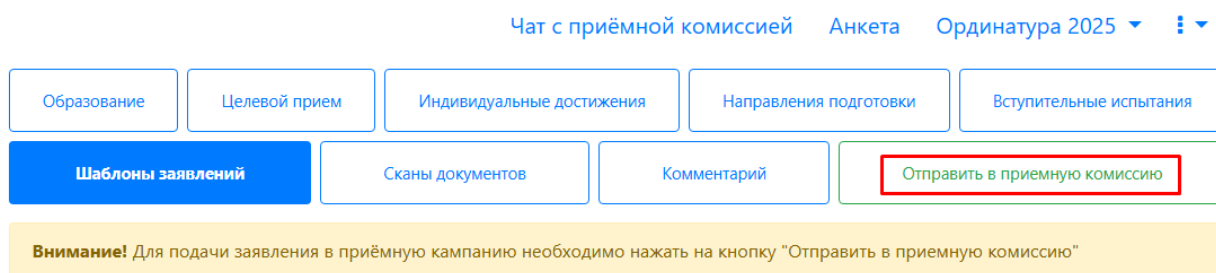 Чат с приёмной комиссией Анкета Ординатура 2025
Образование Целевой прием Индивидуальные достижения Направления подготовки Вступительные испытания
Шаблоны заявлений Сканы документов Комментарий Отправить в приемную комиссию
Внимание! Для подачи заявления в приёмную кампанию необходимо нажать на кнопку "Отправить в приемную комиссию"